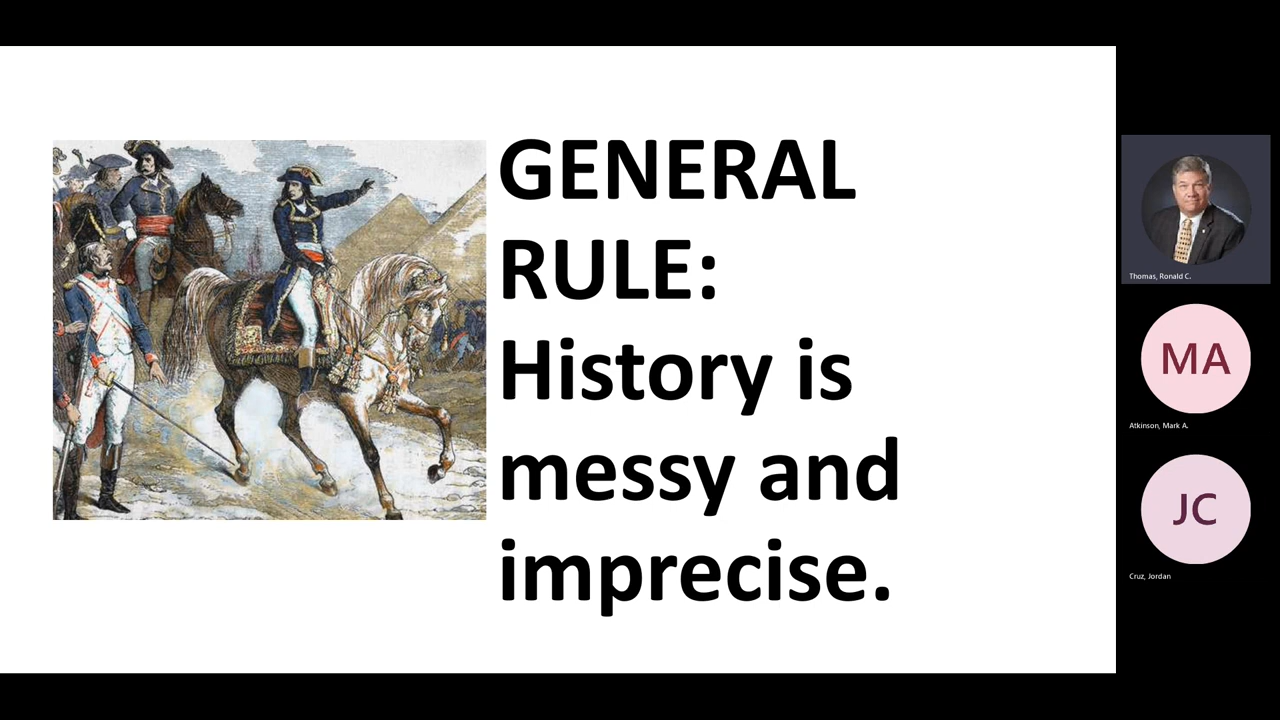 GENERAL
RULE:
History is
messy and
imprecise.
Thomas, Ronald C.
MA
Atkinson, Mark A.
JC
Cruz, Jordan